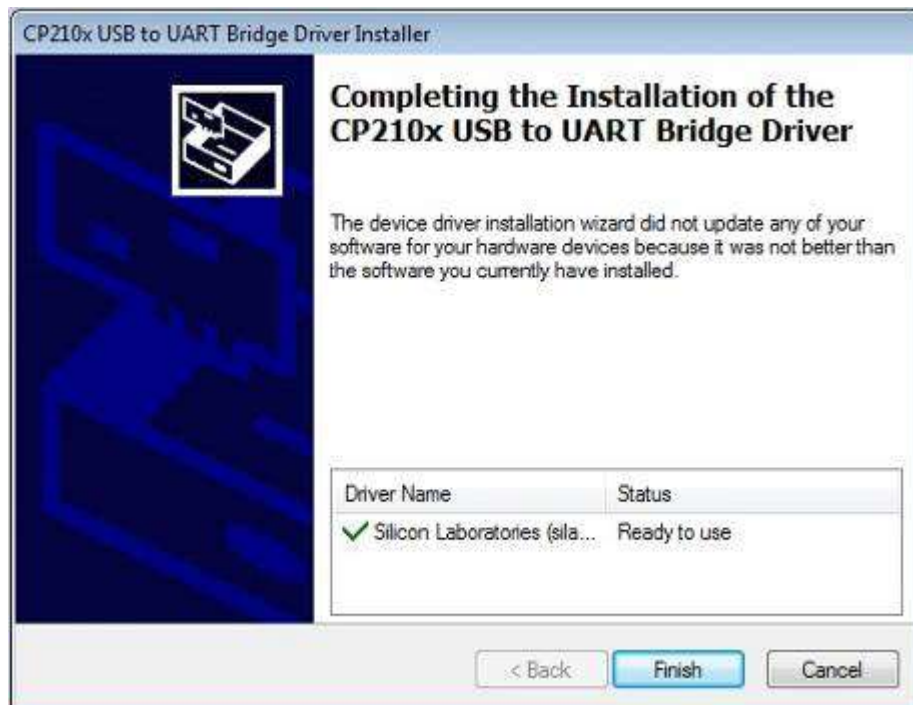 CP210x USB to UART Bridge Driver Installer
Completing the Installation of the
CP210x USB to UART Bridge Driver
The device driver installation wizard did not update any of your
software for your hardware devices because it was not better than
the software you currently have installed.
Driver Name Status
Silicon Laboratories (sila... Ready to use
< Back Finish Cancel